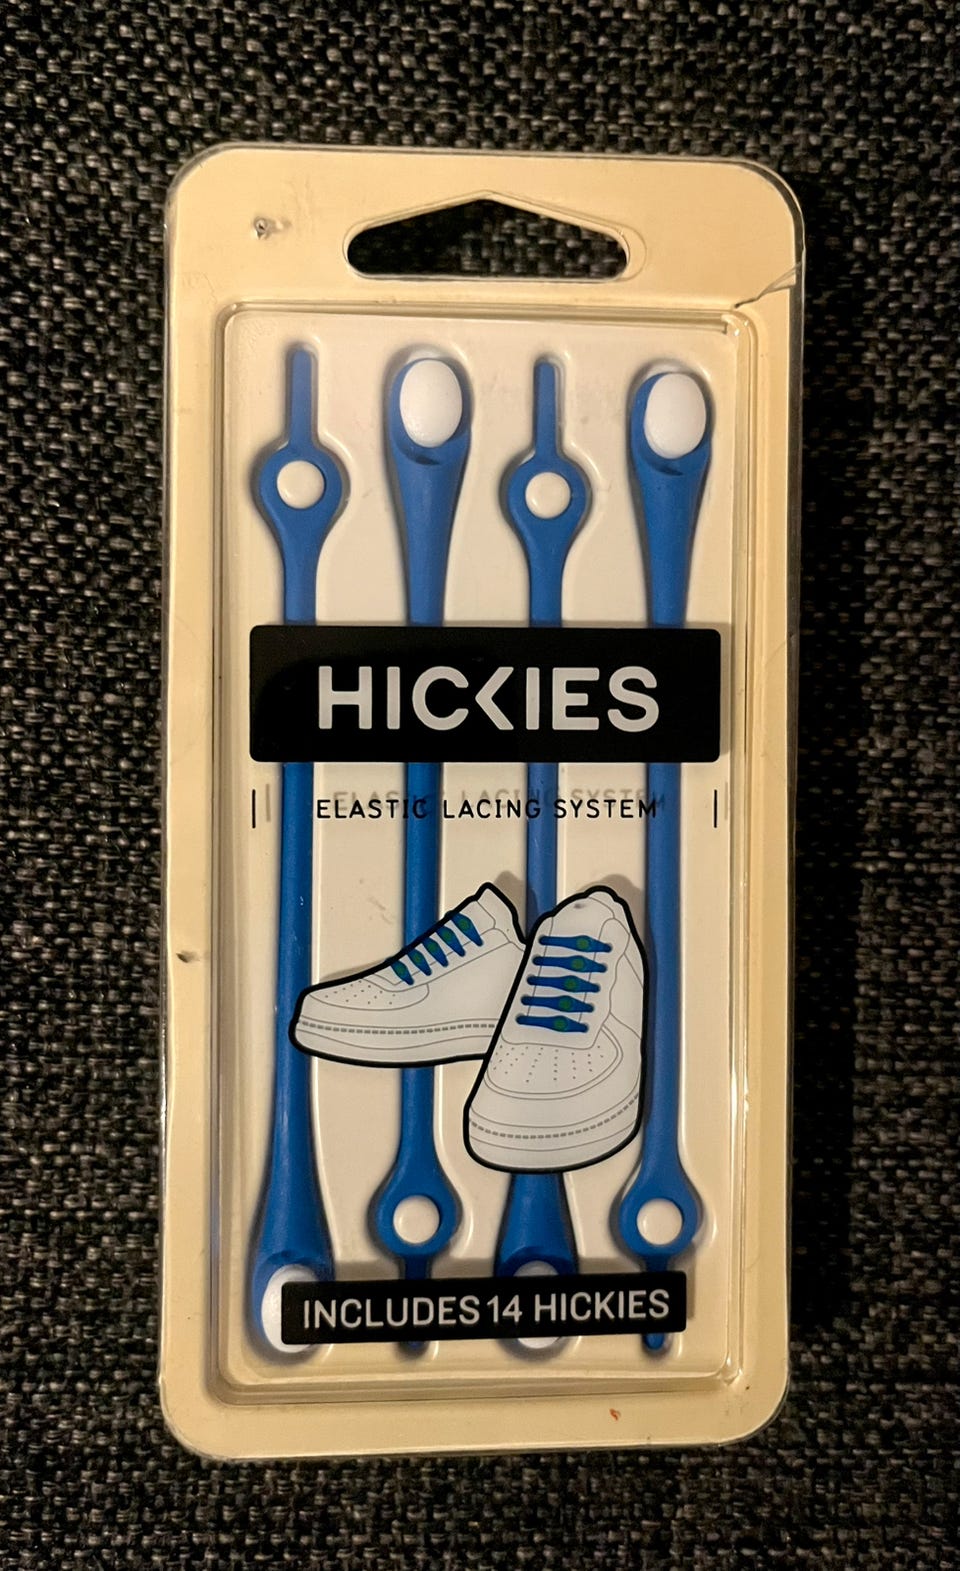 HICKIES
ELASTIC LACING SYSTEM
INCLUDES 14 HICKIES